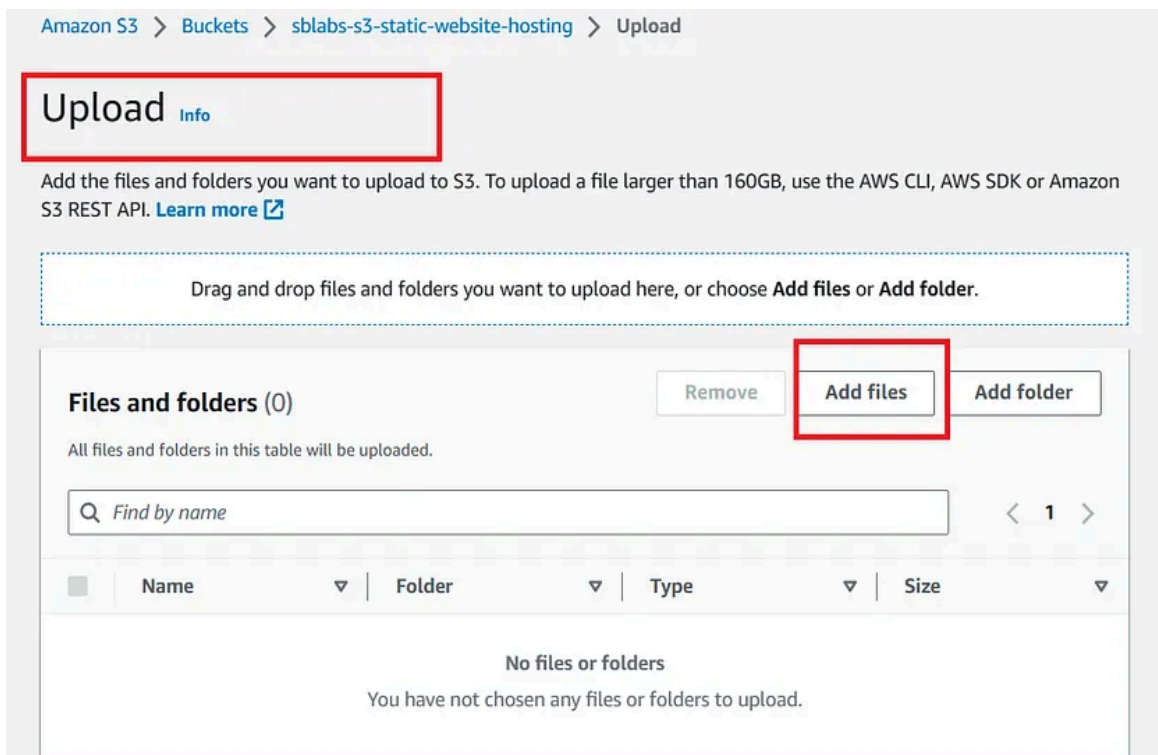 Amazon S3 > Buckets > sblabs-s3-static-website-hosting > Upload
Upload Info
Add the files and folders you want to upload to S3. To upload a file larger than 160GB, use the AWS CLI, AWS SDK or Amazon
S3 REST API. Learn more
Drag and drop files and folders you want to upload here, or choose Add files or Add folder.
Files and folders (0) Remove Add files Add folder
All files and folders in this table will be uploaded.
Find by name < 1 >
Name Folder Type Size
No files or folders
You have not chosen any files or folders to upload.